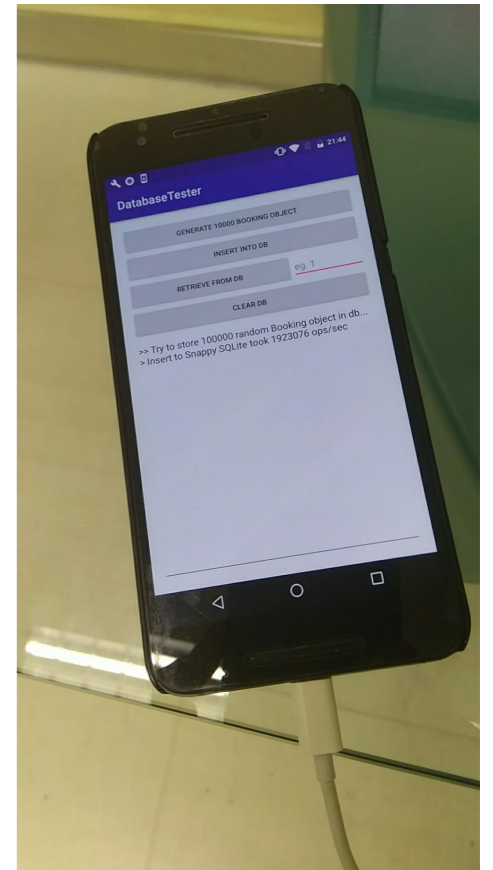 21:44
DatabaseTester
GENERATE 10000 BOOKING OBJECT
INSERT INTO DB
RETRIEVE FROM DB
eg. 1
CLEAR DB
>> Try to store 100000 random Booking object in db...
> Insert to Snappy SQLite took 1923076 ops/sec